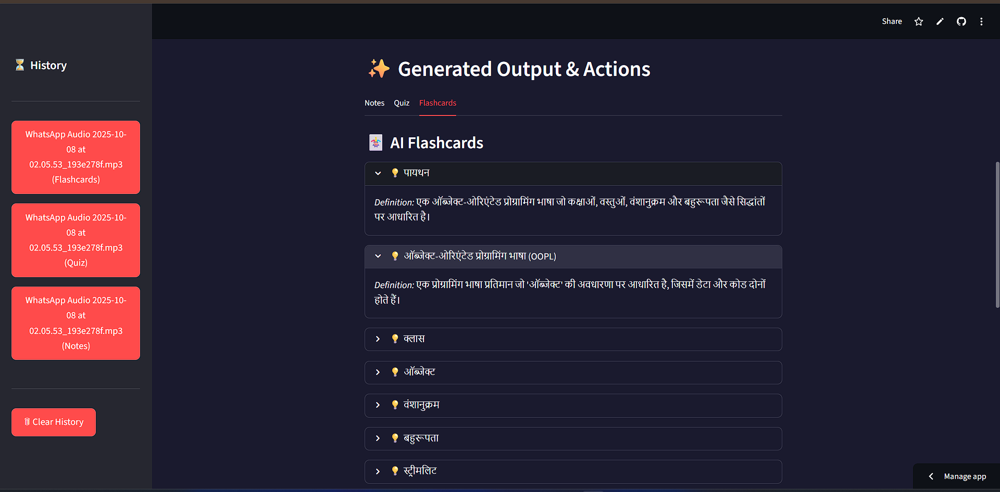 Share
History
WhatsApp Audio 2025-10-
08 at
02.05.53_193e278f.mp3
(Flashcards)
WhatsApp Audio 2025-10-
08 at
02.05.53_193e278f.mp3
(Quiz)
WhatsApp Audio 2025-10-
08 at
02.05.53_193e278f.mp3
(Notes)
Clear History
Generated Output & Actions
Notes Quiz Flashcards
AI Flashcards
पायथन
Definition: एक ऑब्जेक्ट-ओरिएंटेड प्रोग्रामिंग भाषा जो कक्षाओं, वस्तुओं, वंशानुक्रम और बहुरूपता जैसे सिद्धांतों
पर आधारित है।
ऑब्जेक्ट-ओरिएंटेड प्रोग्रामिंग भाषा (OOPL)
Definition: एक प्रोग्रामिंग भाषा प्रतिमान जो 'ऑब्जेक्ट' की अवधारणा पर आधारित है, जिसमें डेटा और कोड दोनों
होते हैं।
क्लास
ऑब्जेक्ट
वंशानुक्रम
बहुरूपता
स्ट्रीमलिट
Manage app